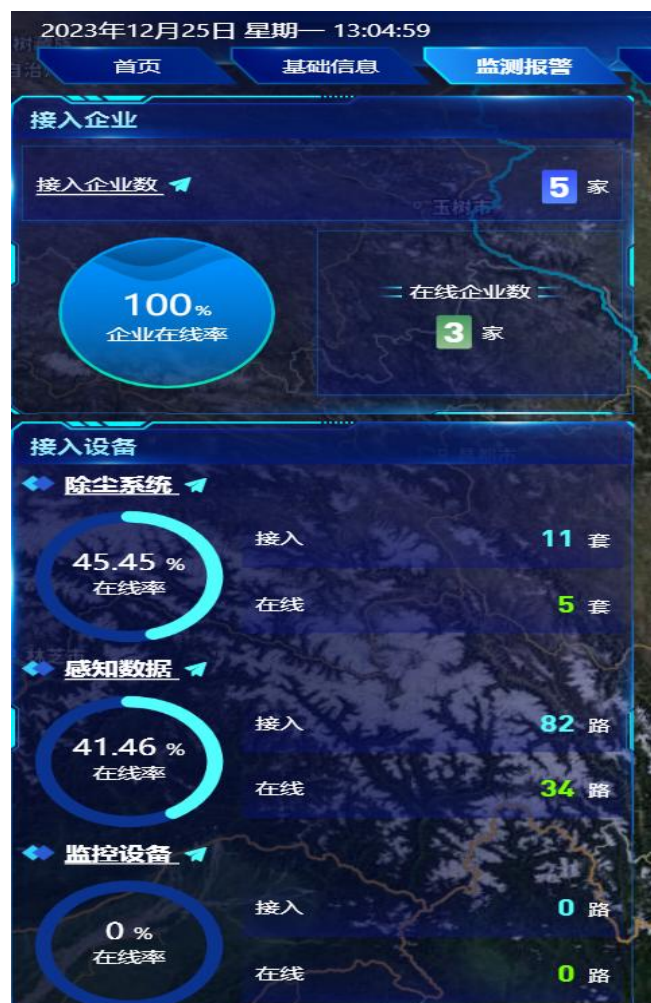 2023年12月25日 星期一 13:04:59
首页 基础信息 监测报警
接入企业
接入企业数 5 家
玉树市
100%
企业在线率
在线企业数
3 家
接入设备
除尘系统
45.45 %
在线率
接入 11 套
在线 5 套
林芝市
感知数据
41.46 %
在线率
接入 82 路
在线 34 路
监控设备
0 %
在线率
接入 0 路
在线 0 路